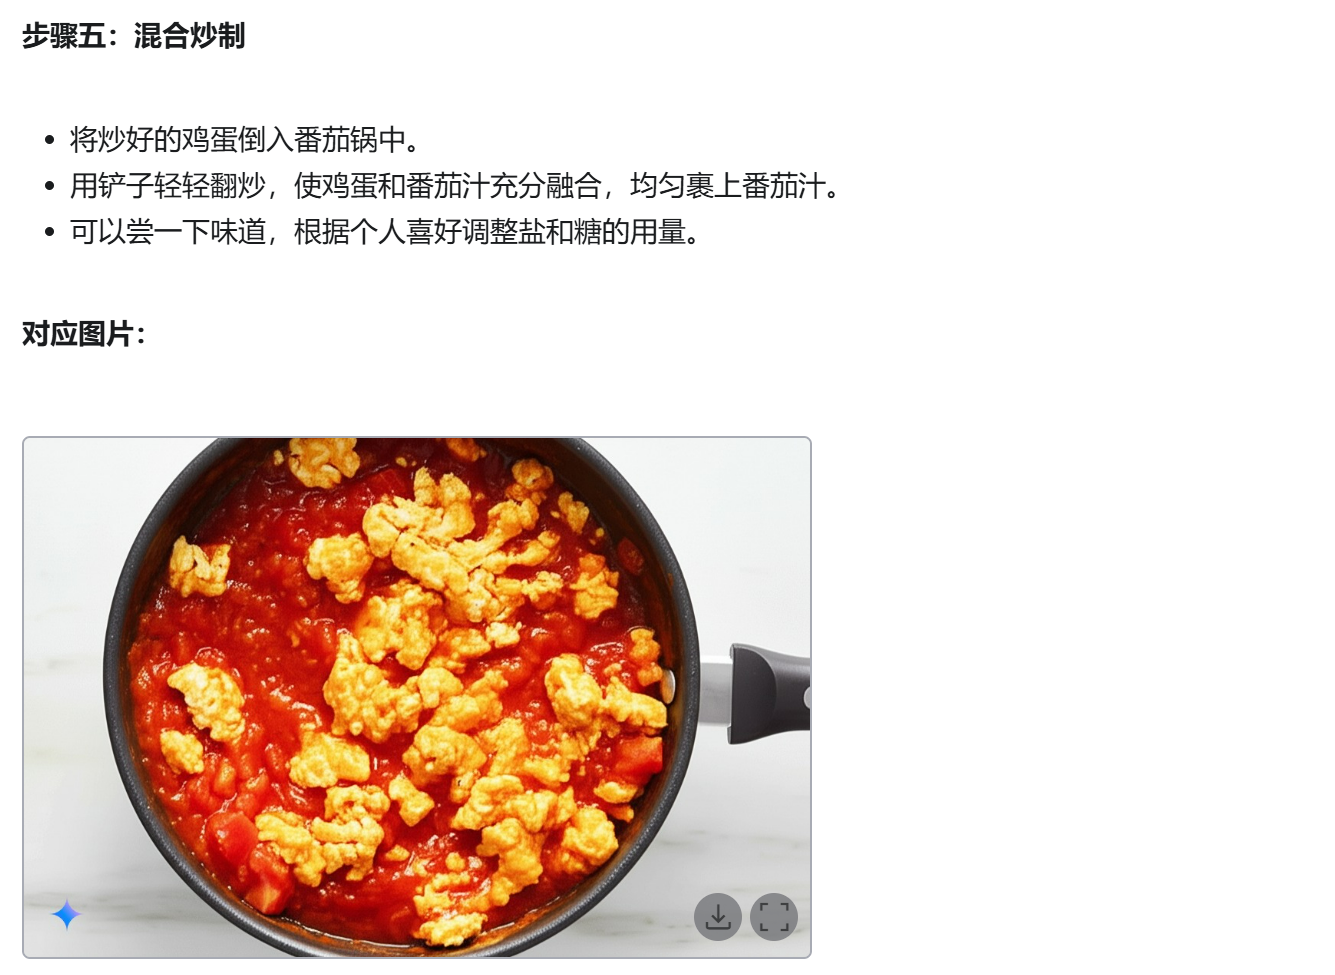 步骤五：混合炒制
将炒好的鸡蛋倒入番茄锅中。
用铲子轻轻翻炒，使鸡蛋和番茄汁充分融合，均匀裹上番茄汁。
可以尝一下味道，根据个人喜好调整盐和糖的用量。
对应图片：